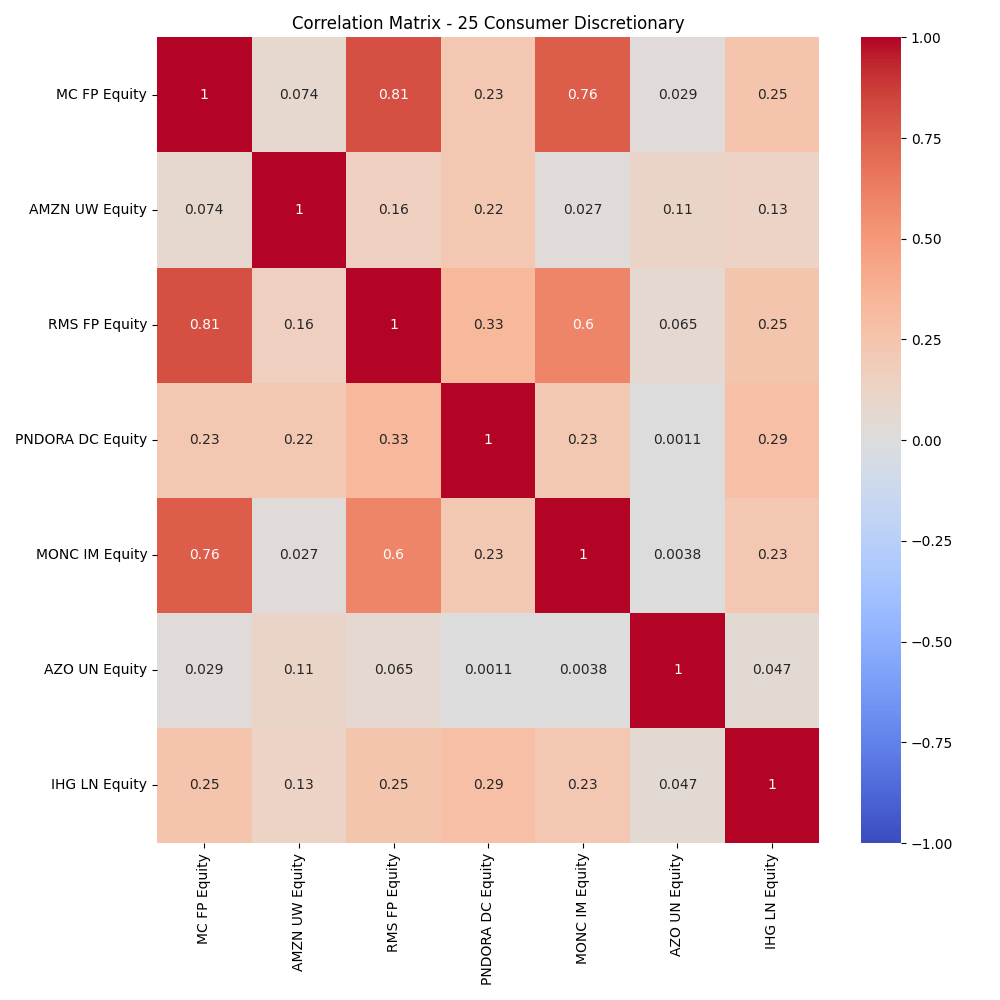 Correlation Matrix - 25 Consumer Discretionary
MC FP Equity 1 0.074 0.81 0.23 0.76 0.029 0.25
AMZN UW Equity 0.074 1 0.16 0.22 0.027 0.11 0.13
RMS FP Equity 0.81 0.16 1 0.33 0.6 0.065 0.25
PNDORA DC Equity 0.23 0.22 0.33 1 0.23 0.0011 0.29
MONC IM Equity 0.76 0.027 0.6 0.23 1 0.0038 0.23
AZO UN Equity 0.029 0.11 0.065 0.0011 0.0038 1 0.047
IHG LN Equity 0.25 0.13 0.25 0.29 0.23 0.047 1
MC FP Equity
AMZN UW Equity
RMS FP Equity
PNDORA DC Equity
MONC IM Equity
AZO UN Equity
IHG LN Equity
1.00
0.75
0.50
0.25
0.00
−0.25
−0.50
−0.75
−1.00